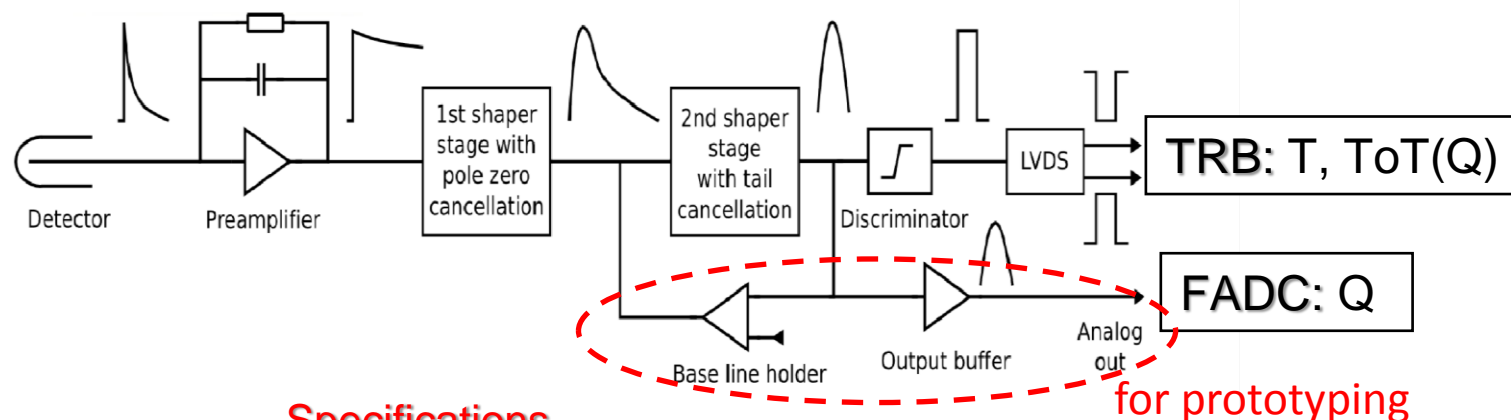 Detector
Preamplifier
1st shaper
stage with
pole zero
cancellation
2nd shaper
stage
with tail
cancellation
Discriminator
LVDS
TRB: T, ToT(Q)
Base line holder
Output buffer
Analog
out
FADC: Q
for prototyping
Specifications